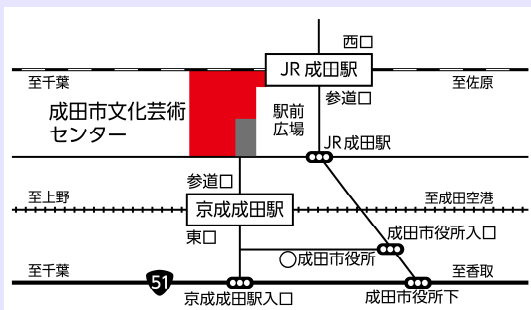 西口
JR 成田駅
至千葉
至佐原
参道口
成田市文化芸術
センター
駅前
広場
JR 成田駅
参道口
至上野
至成田空港
京成成田駅
東口
成田市役所入口
成田市役所
至千葉
51
至香取
京成成田駅入口
成田市役所下